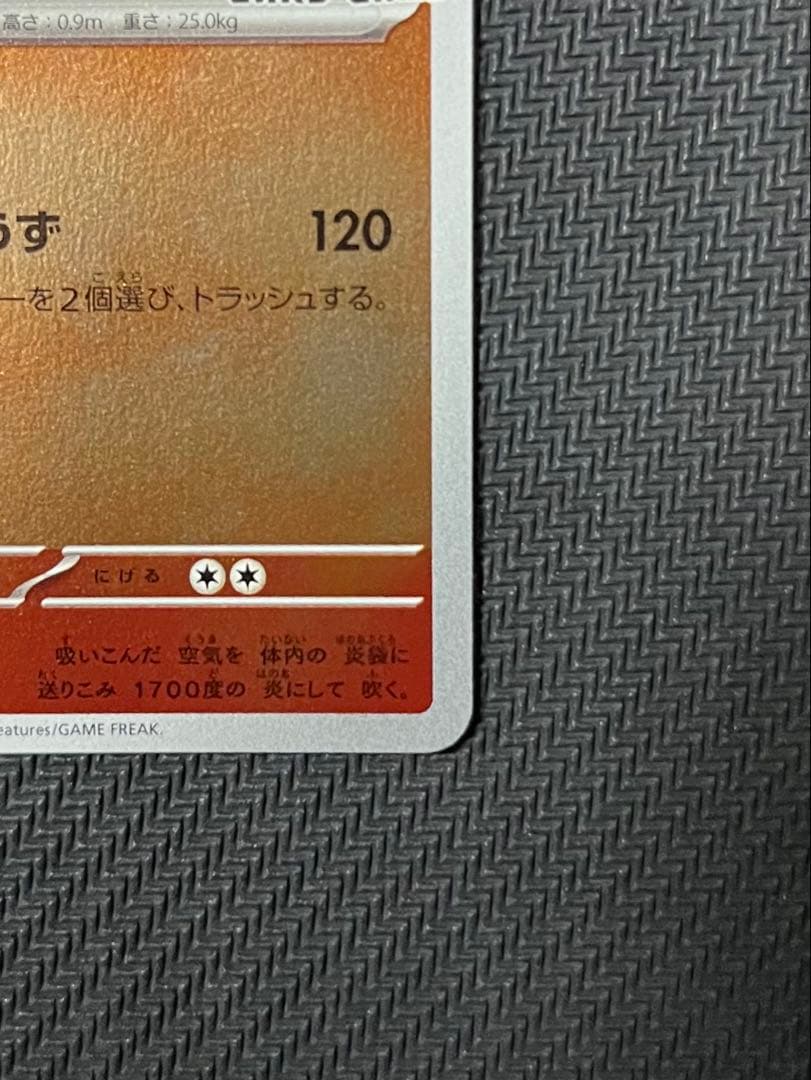 高さ：0.9m 重さ：25.0kg
うず 120
ーを2個選び、トラッシュする。
にげる
吸いこんだ 空気を 体内の 炎袋に
送りこみ 1700度の 炎にして 吹く。
eatures/GAME FREAK.